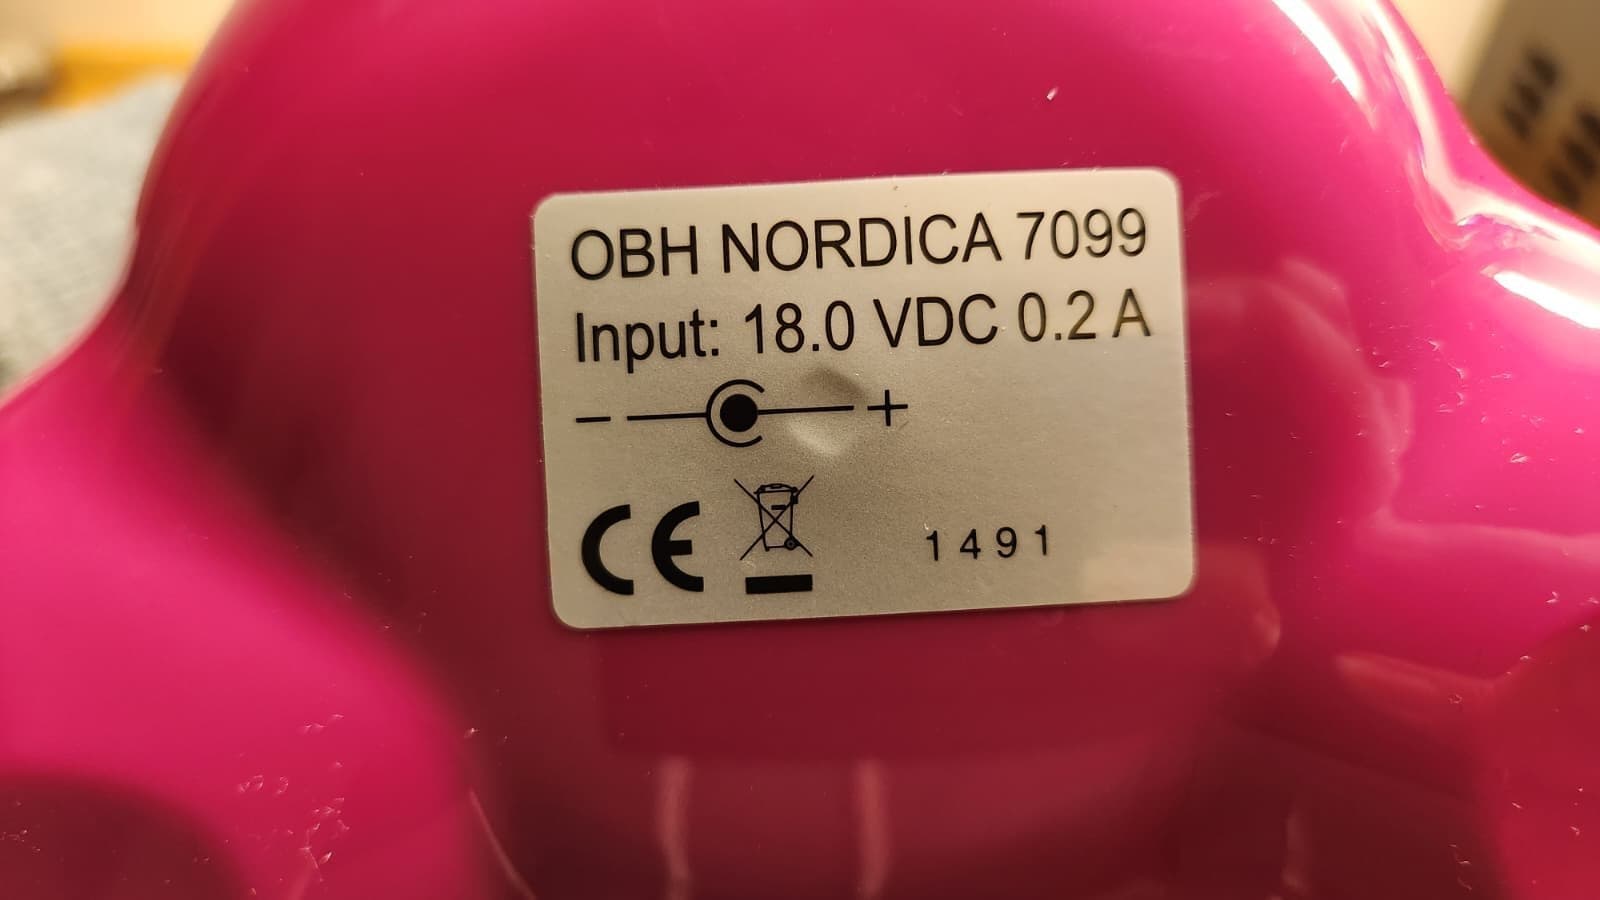 OBH NORDICA 7099
Input: 18.0 VDC 0.2 A
− +
CE 1491